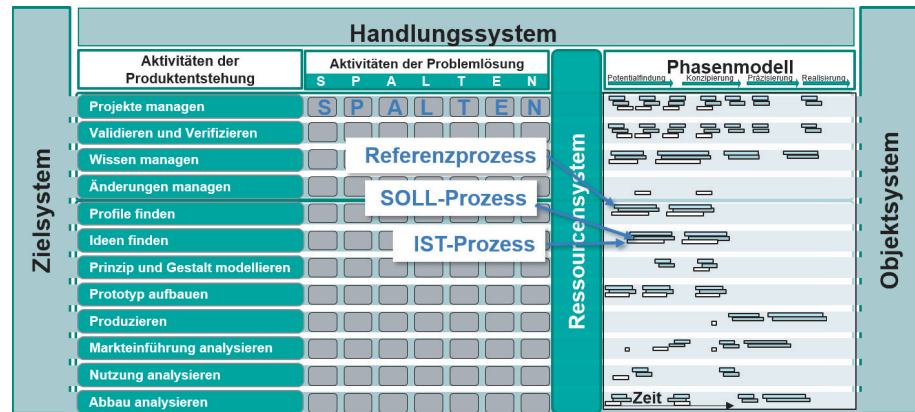 Handlungssystem
Zielsystem
Aktivitäten der
Produktentstehung
Aktivitäten der Problemlösung
S P A L T E N
Ressourcensystem
Phasenmodell
Potentialfindung Konzipierung Präzisierung Realisierung
Objektsystem
Projekte managen
S P A L T E N
Validieren und Verifizieren
Wissen managen
Referenzprozess
Änderungen managen
SOLL-Prozess
Profile finden
Ideen finden
IST-Prozess
Prinzip und Gestalt modellieren
Prototyp aufbauen
Produzieren
Markteinführung analysieren
Nutzung analysieren
Abbau analysieren
Zeit